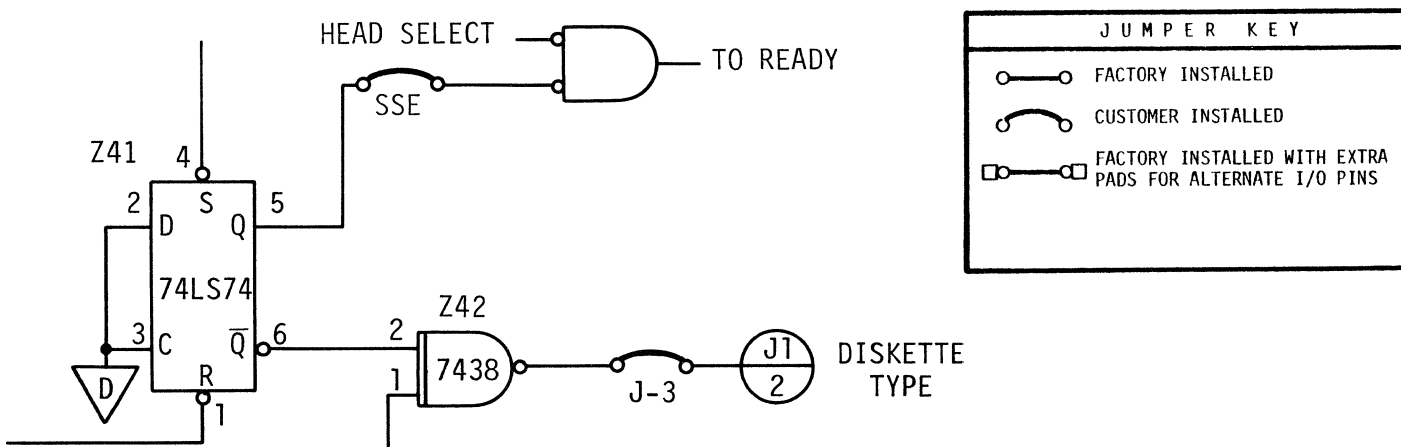 HEAD SELECT
TO READY
SSE
Z41
4
2
S
5
D
Q
74LS74
3
C
Q̅
6
R
1
D
Z42
2
7438
1
J-3
J1
2
DISKETTE
TYPE
JUMPER KEY
FACTORY INSTALLED
CUSTOMER INSTALLED
FACTORY INSTALLED WITH EXTRA
PADS FOR ALTERNATE I/O PINS